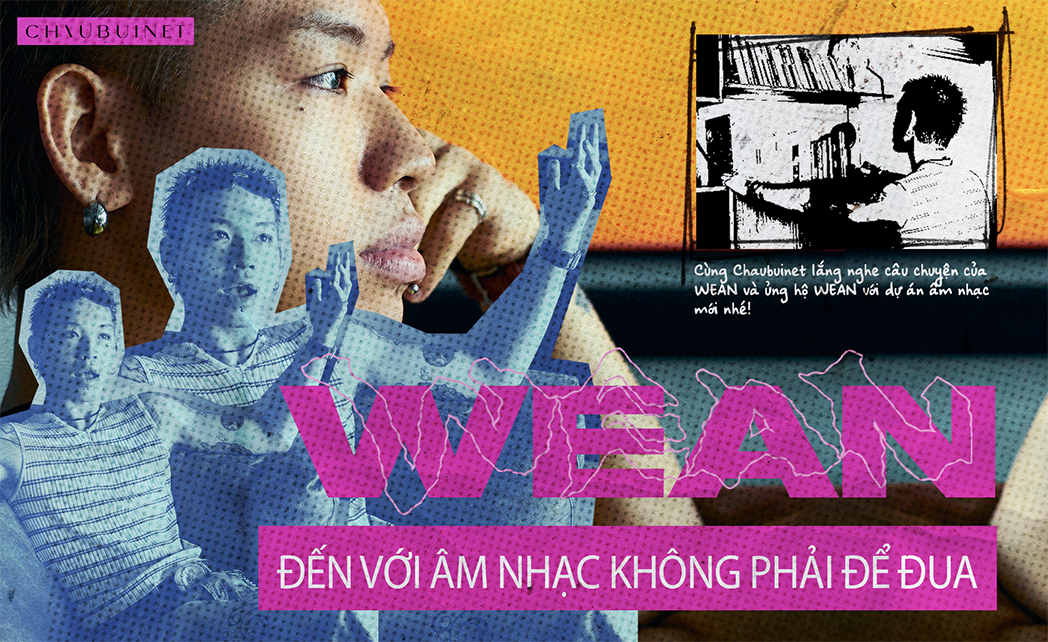 CHAUBUINET
Cùng Chaubuinet lắng nghe câu chuyện của
WEAN và ủng hộ WEAN với dự án âm nhạc
mới nhé!
WEAN
ĐẾN VỚI ÂM NHẠC KHÔNG PHẢI ĐỂ ĐUA